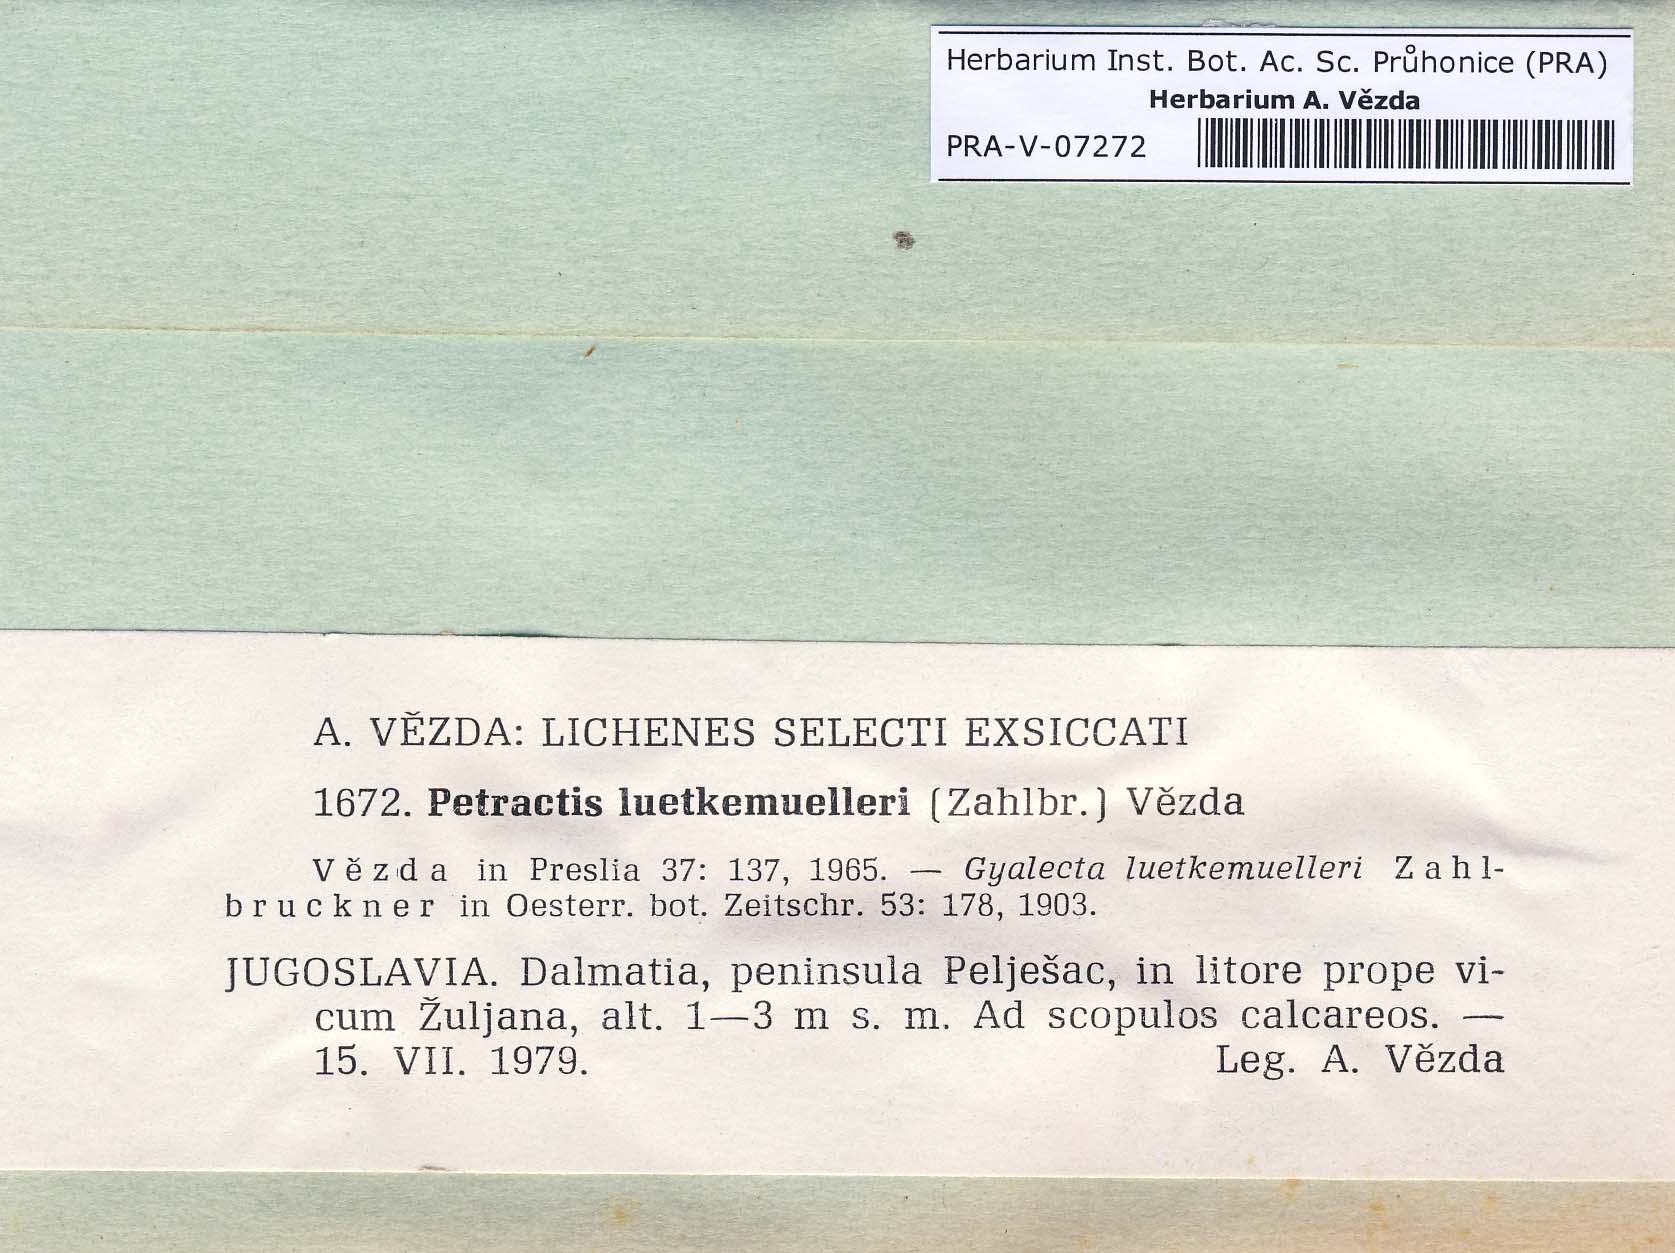 Herbarium Inst. Bot. Ac. Sc. Průhonice (PRA)
Herbarium A. Vězda
PRA-V-07272
A. VĚZDA: LICHENES SELECTI EXSICCATI
1672. Petractis luetkemuelleri (Zahlbr.) Vězda
Vězda in Preslia 37: 137, 1965. — Gyalecta luetkemuelleri Zahl-
bruckner in Oesterr. bot. Zeitschr. 53: 178, 1903.
JUGOSLAVIA. Dalmatia, peninsula Pelješac, in litore prope vi-
cum Žuljana, alt. 1—3 m s. m. Ad scopulos calcareos. —
15. VII. 1979. Leg. A. Vězda